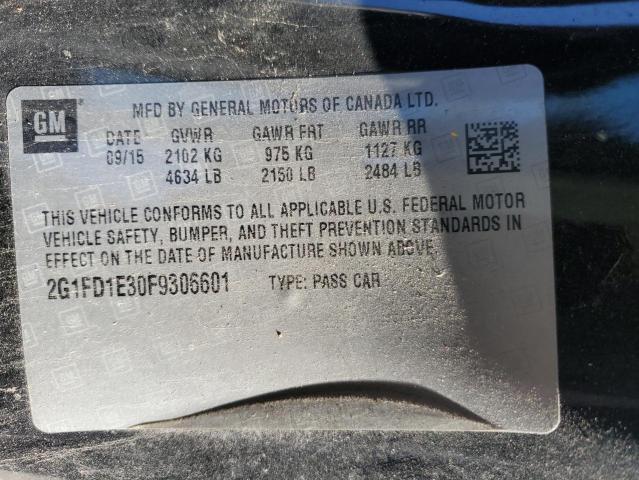 GM
MFD BY GENERAL MOTORS OF CANADA LTD.
DATE GVWR GAWR FRT GAWR RR
09/15 2102 KG 975 KG 1127 KG
4634 LB 2150 LB 2484 LB
THIS VEHICLE CONFORMS TO ALL APPLICABLE U.S. FEDERAL MOTOR
VEHICLE SAFETY, BUMPER, AND THEFT PREVENTION STANDARDS IN
EFFECT ON THE DATE OF MANUFACTURE SHOWN ABOVE.
2G1FD1E30F9306601 TYPE: PASS CAR